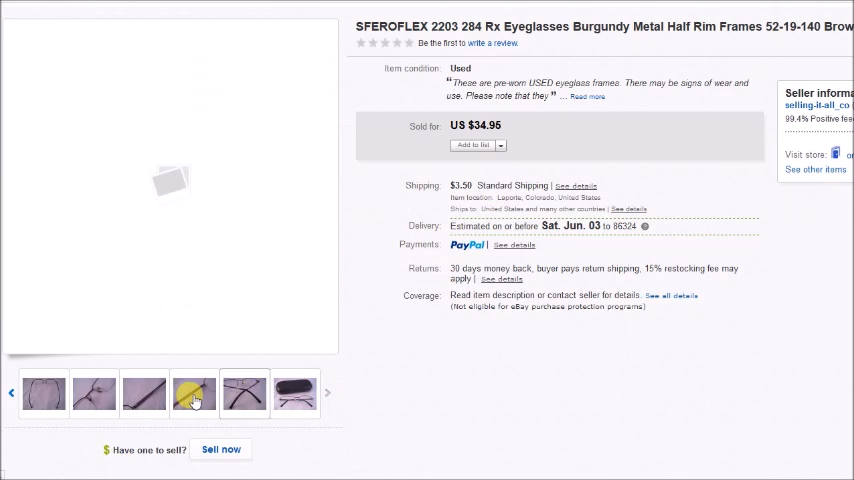 SFEROFLEX 2203 284 Rx Eyeglasses Burgundy Metal Half Rim Frames 52-19-140 Brow
Be the first to write a review.
Item condition: Used
"These are pre-worn USED eyeglass frames. There may be signs of wear and
use. Please note that they" ... Read more
Sold for: US $34.95
Add to list
Shipping: $3.50 Standard Shipping | See details
Item location: Laporte, Colorado, United States
Ships to: United States and many other countries | See details
Delivery: Estimated on or before Sat. Jun. 03 to 86324
Payments: PayPal | See details
Returns: 30 days money back, buyer pays return shipping, 15% restocking fee may
apply | See details
Coverage: Read item description or contact seller for details. See all details
(Not eligible for eBay purchase protection programs)
Seller informa
selling-it-all_co
99.4% Positive fee
Visit store:
See other items
$ Have one to sell? Sell now